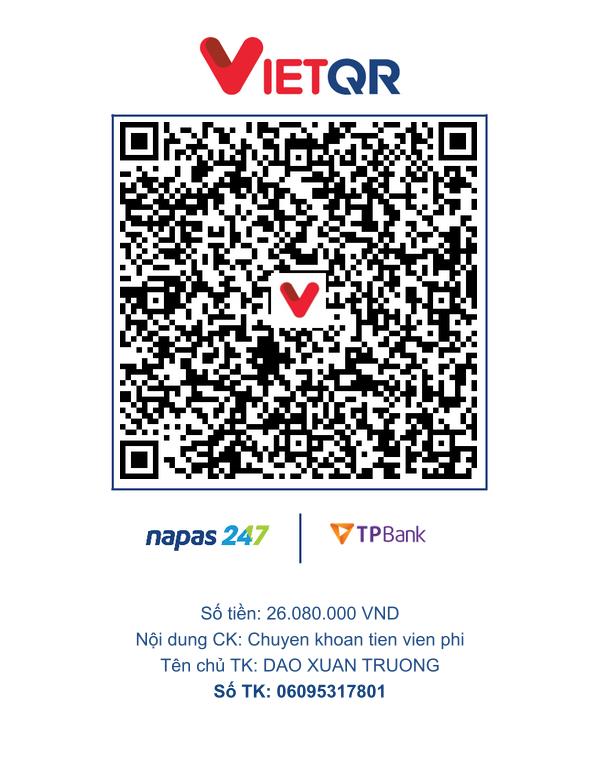 VIETQR
napas 247
TPBank
Số tiền: 26.080.000 VND
Nội dung CK: Chuyen khoan tien vien phi
Tên chủ TK: DAO XUAN TRUONG
Số TK: 06095317801